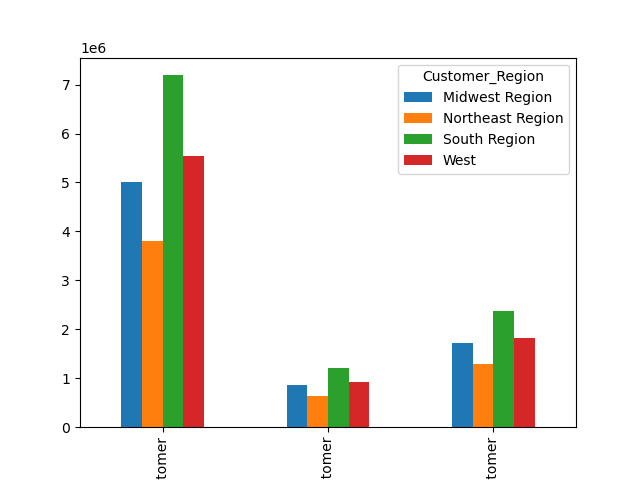 1e6
7
6
5
4
3
2
1
0
Customer_Region
Midwest Region
Northeast Region
South Region
West
tomer
tomer
tomer